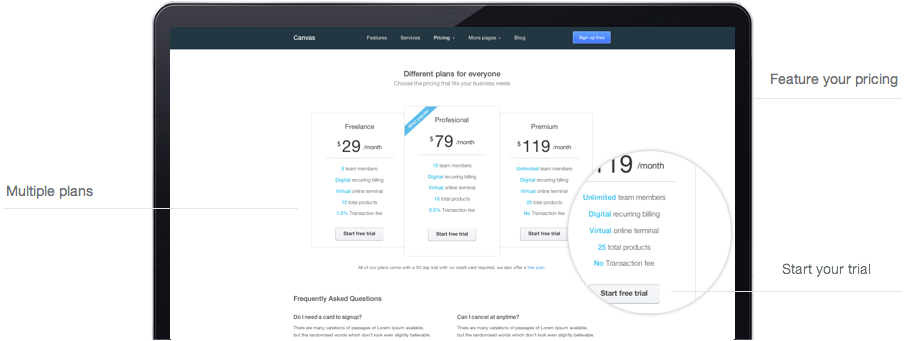 Canvas Features Services Pricing More pages Blog Sign up free
Feature your pricing
Different plans for everyone
Choose the pricing that fits your business needs
Multiple plans
Freelance
$29 /month
5 team members
Digital recurring billing
Virtual online terminal
10 total products
1.0% Transaction fee
Start free trial
Profesional
$79 /month
15 team members
Digital recurring billing
Virtual online terminal
15 total products
0.5% Transaction fee
Start free trial
Premium
$119 /month
Unlimited team members
Digital recurring billing
Virtual online terminal
25 total products
No Transaction fee
Start free
119 /month
Unlimited team members
Digital recurring billing
Virtual online terminal
25 total products
No Transaction fee
Start free trial
Start your trial
All of our plans come with a 30 day trial with no credit card required, we also offer a free plan.
Frequently Asked Questions
Do I need a card to signup?
There are many variations of passages of Lorem Ipsum available,
but the randomised words which don't look even slightly believable.
Can I cancel at anytime?
There are many variations of passages of Lorem Ipsum available,
but the randomised words which don't look even slightly believable.